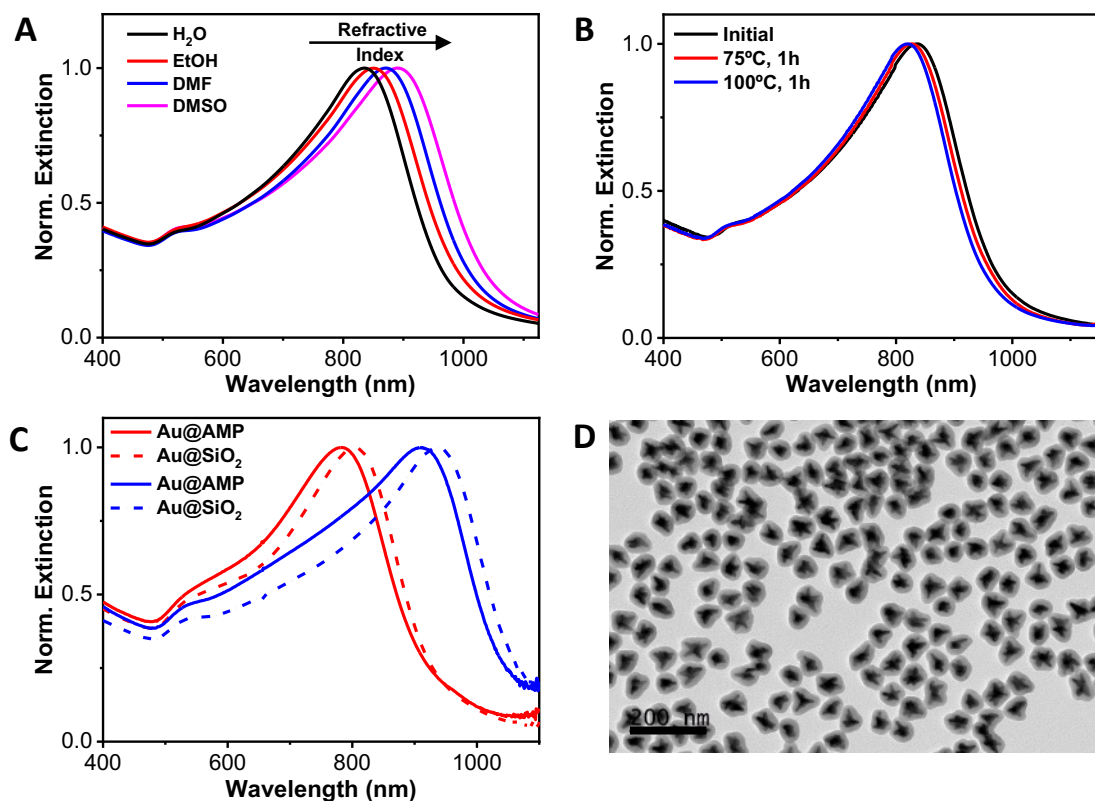 A
H₂O
EtOH
DMF
DMSO
Refractive
Index
1.0
0.5
0.0
Norm. Extinction
400 600 800 1000
Wavelength (nm)
B
Initial
75ºC, 1h
100ºC, 1h
1.0
0.5
0.0
Norm. Extinction
400 600 800 1000
Wavelength (nm)
C
Au@AMP
Au@SiO₂
Au@AMP
Au@SiO₂
1.0
0.5
0.0
Norm. Extinction
400 600 800 1000
Wavelength (nm)
D
200 nm